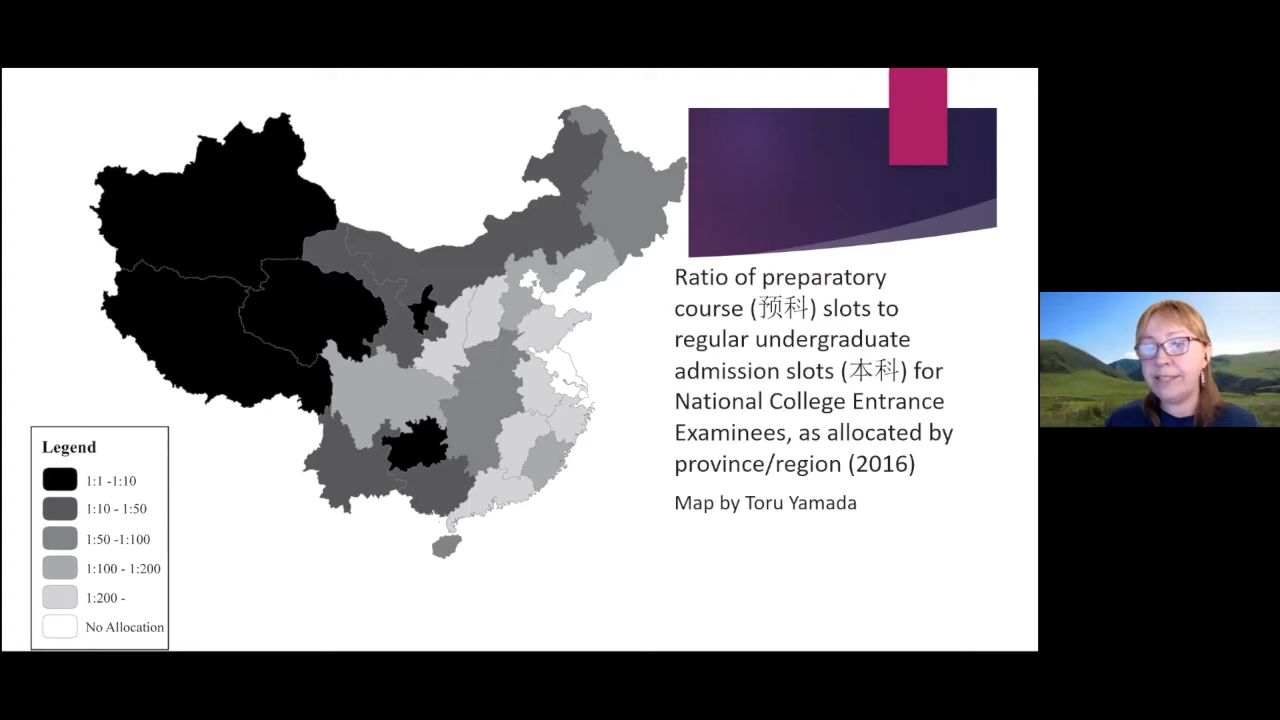 Ratio of preparatory
course (预科) slots to
regular undergraduate
admission slots (本科) for
National College Entrance
Examinees, as allocated by
province/region (2016)
Map by Toru Yamada
Legend
1:1 -1:10
1:10 - 1:50
1:50 -1:100
1:100 - 1:200
1:200 -
No Allocation